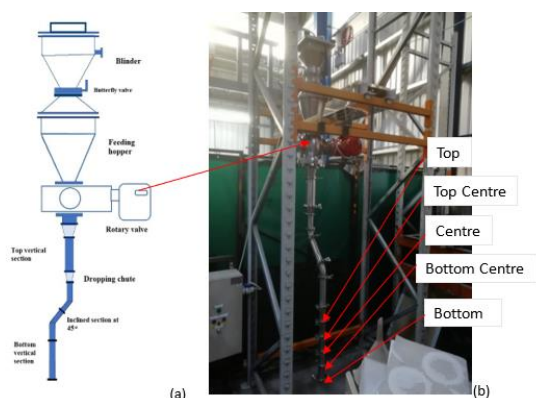 Blinder
Butterfly valve
Feeding
hopper
Rotary valve
Top vertical
section
Dropping chute
Inclined section at
45°
Bottom
vertical
section
(a)
Top
Top Centre
Centre
Bottom Centre
Bottom
(b)